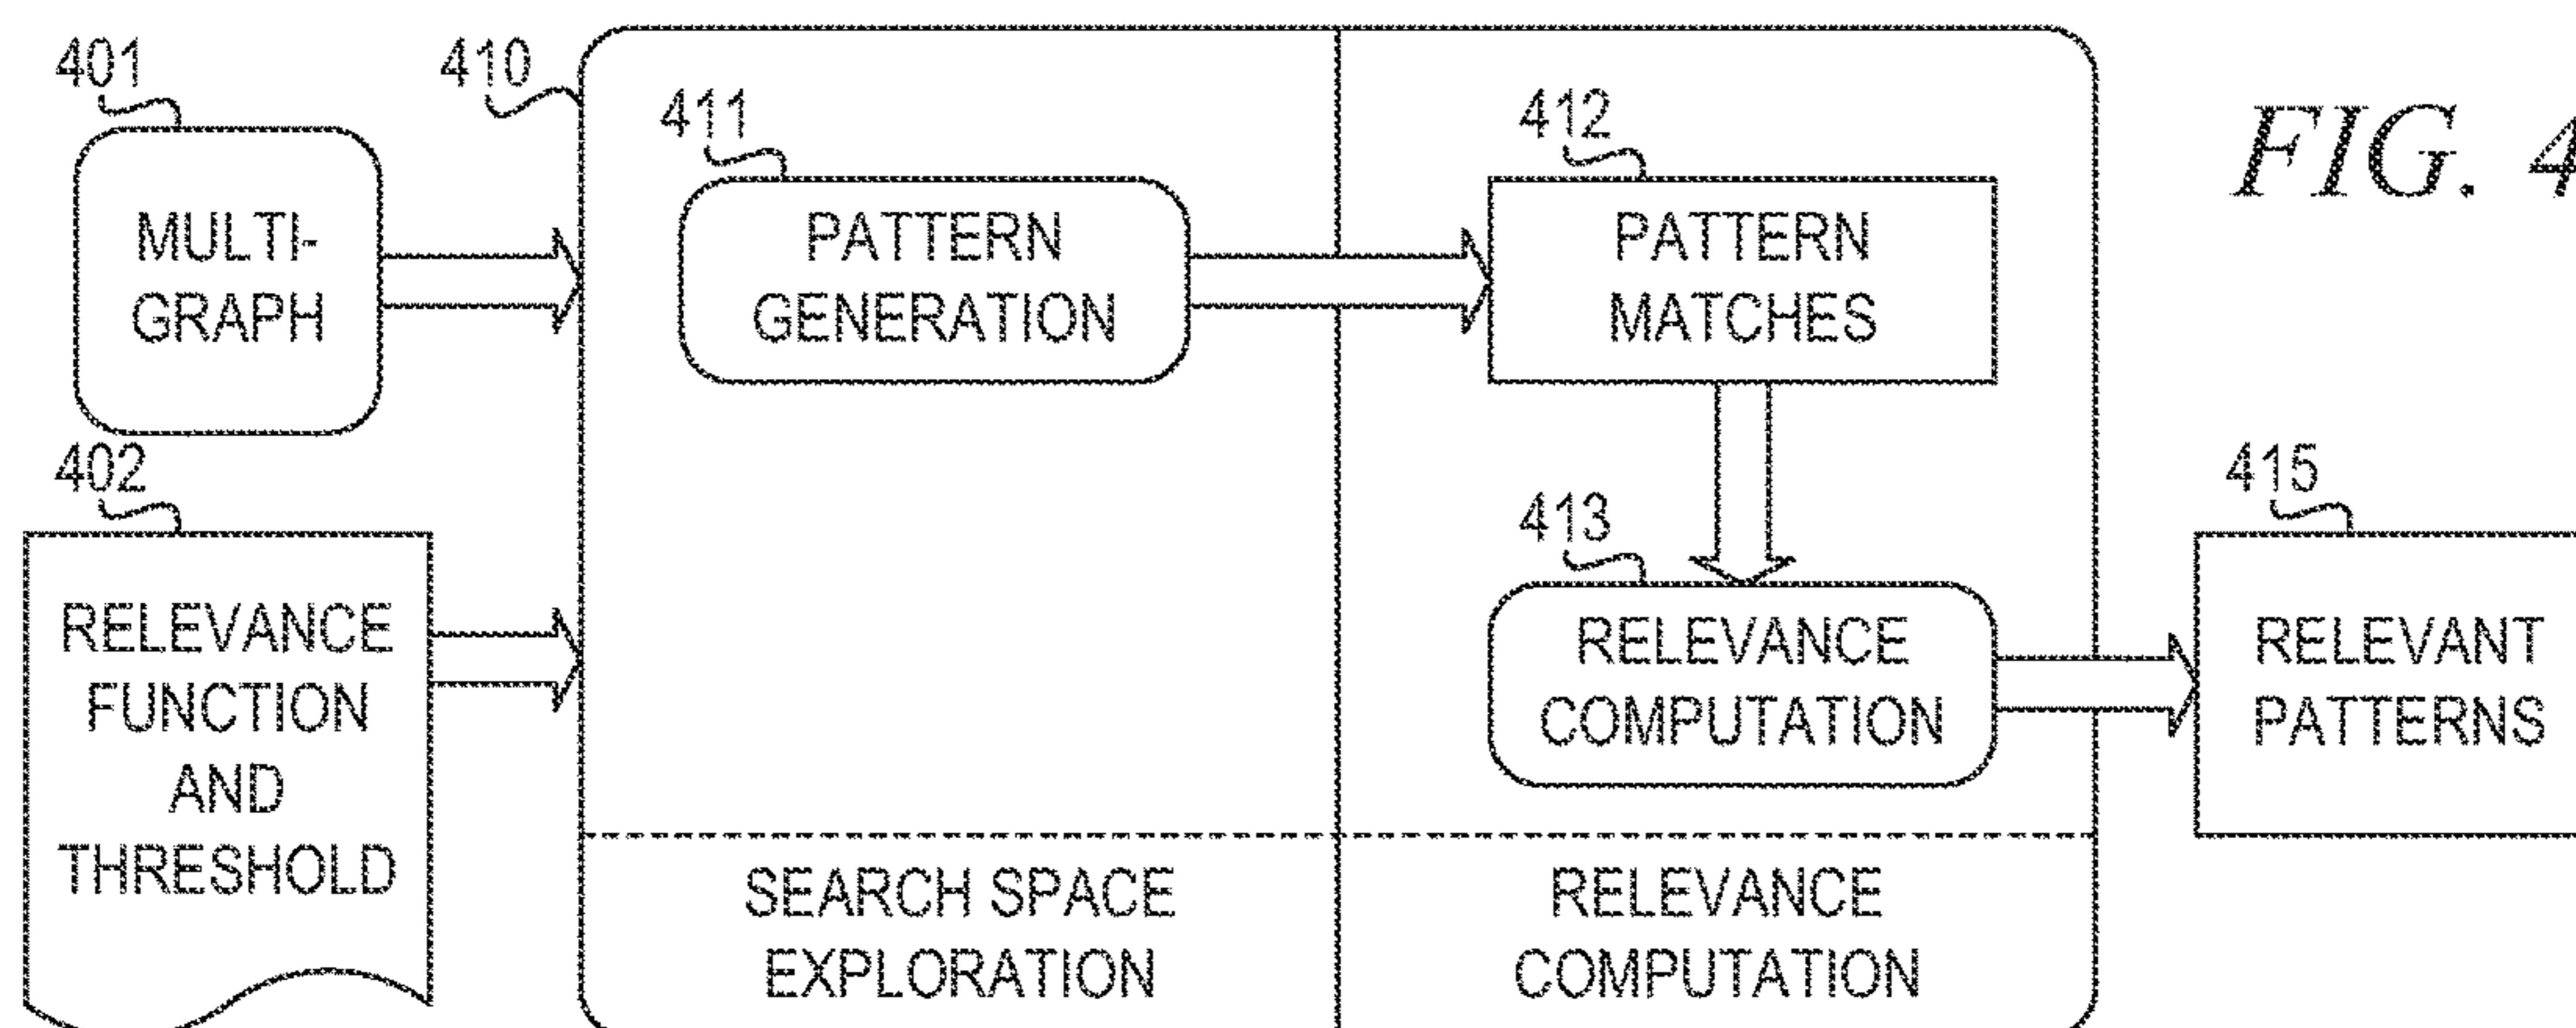 401
410
411
412
FIG. 4
MULTI-
GRAPH
PATTERN
GENERATION
PATTERN
MATCHES
402
413
415
RELEVANCE
FUNCTION
AND
THRESHOLD
RELEVANCE
COMPUTATION
RELEVANT
PATTERNS
SEARCH SPACE
EXPLORATION
RELEVANCE
COMPUTATION